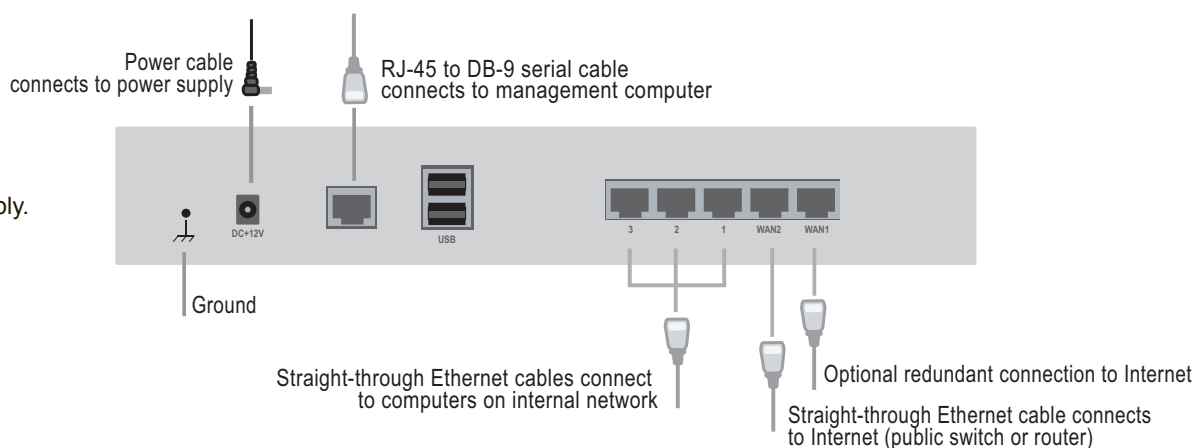 Power cable
connects to power supply
RJ-45 to DB-9 serial cable
connects to management computer
DC+12V
USB
3
2
1
WAN2
WAN1
Ground
Straight-through Ethernet cables connect
to computers on internal network
Optional redundant connection to Internet
Straight-through Ethernet cable connects
to Internet (public switch or router)